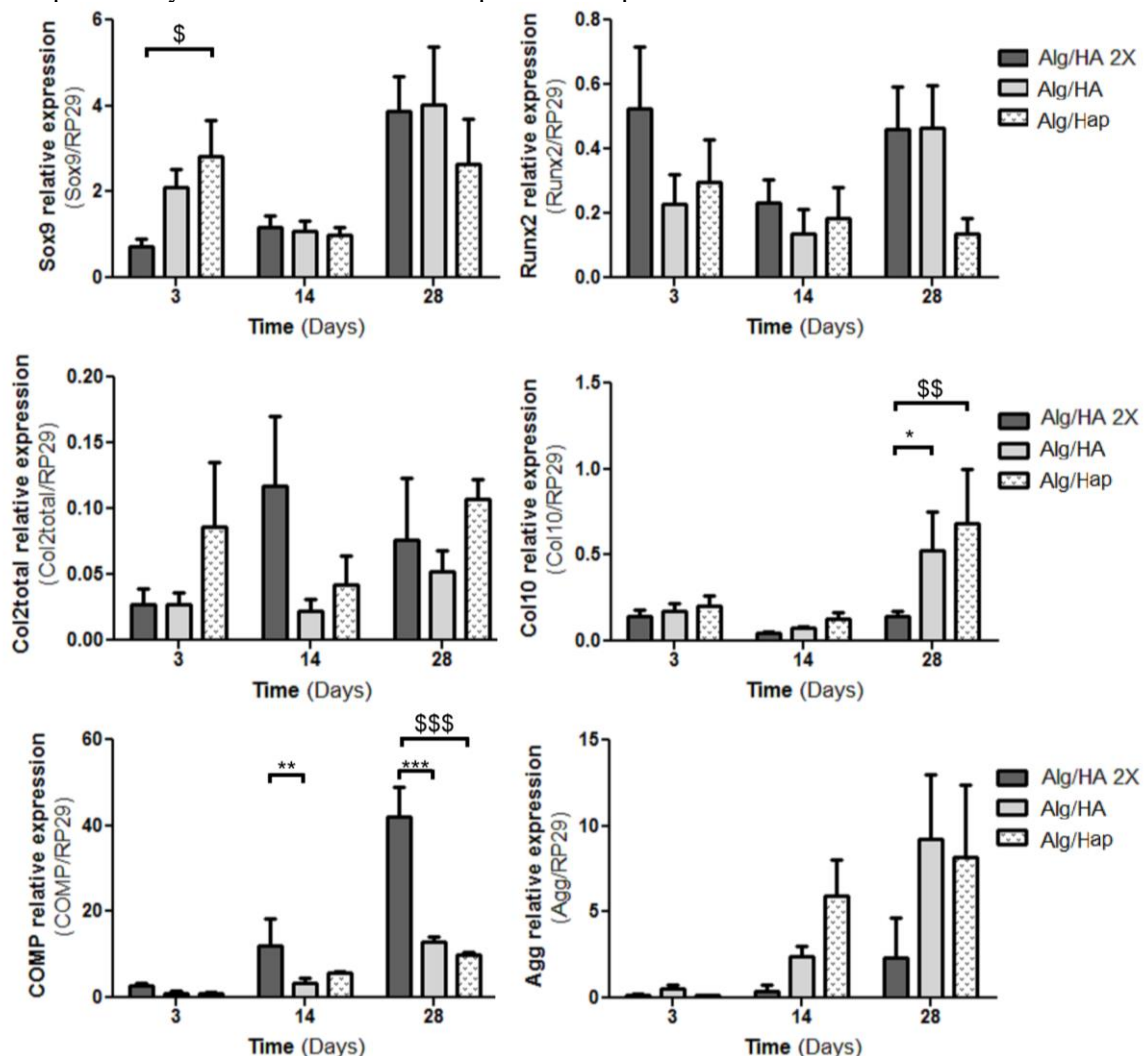 $
6
4
2
0
Sox9 relative expression
(Sox9/RP29)
3 14 28
Time (Days)
0.8
0.6
0.4
0.2
0.0
Runx2 relative expression
(Runx2/RP29)
3 14 28
Time (Days)
Alg/HA 2X
Alg/HA
Alg/Hap
0.20
0.15
0.10
0.05
0.00
Col2total relative expression
(Col2total/RP29)
3 14 28
Time (Days)
$$
*
1.5
1.0
0.5
0.0
Col10 relative expression
(Col10/RP29)
3 14 28
Time (Days)
Alg/HA 2X
Alg/HA
Alg/Hap
$$$
** ***
60
40
20
0
COMP relative expression
(COMP/RP29)
3 14 28
Time (Days)
15
10
5
0
Agg relative expression
(Agg/RP29)
3 14 28
Time (Days)
Alg/HA 2X
Alg/HA
Alg/Hap